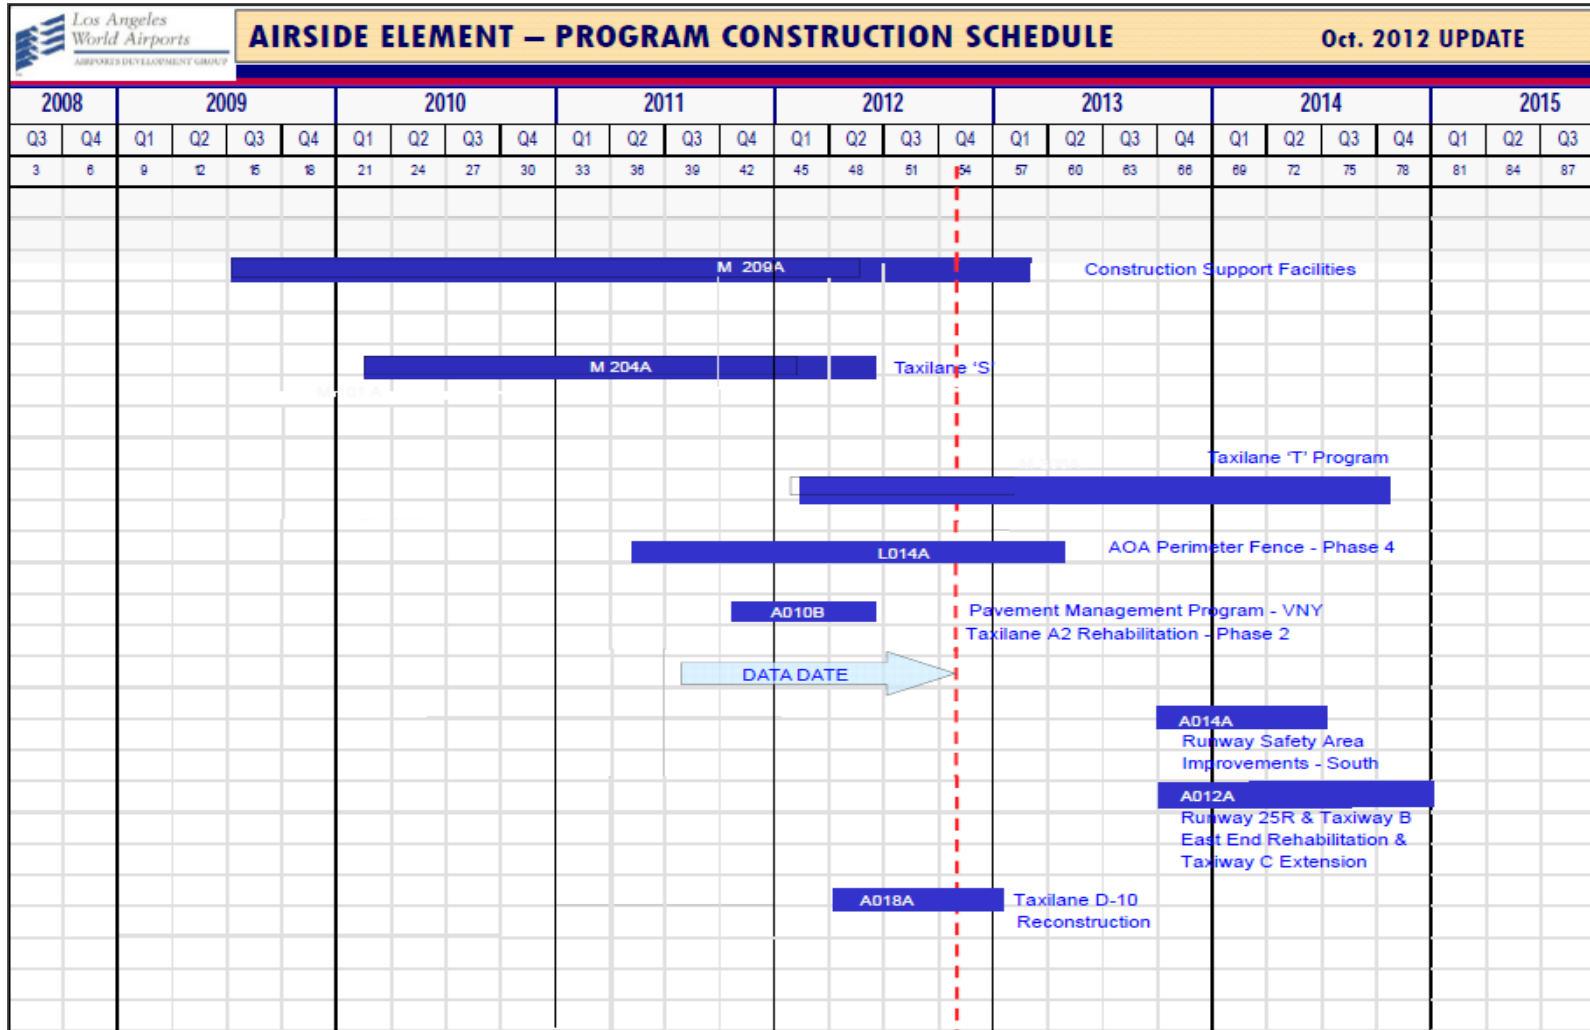 Los Angeles
World Airports
AIRPORTS DEVELOPMENT GROUP
AIRSIDE ELEMENT – PROGRAM CONSTRUCTION SCHEDULE
Oct. 2012 UPDATE
2008 2009 2010 2011 2012 2013 2014 2015
Q3 Q4 Q1 Q2 Q3 Q4 Q1 Q2 Q3 Q4 Q1 Q2 Q3 Q4 Q1 Q2 Q3 Q4 Q1 Q2 Q3 Q4 Q1 Q2 Q3 Q4 Q1 Q2 Q3
3 6 9 12 15 18 21 24 27 30 33 36 39 42 45 48 51 54 57 60 63 66 69 72 75 78 81 84 87
M 209A
Construction Support Facilities
M 204A
Taxilane ‘S’
Taxilane ‘T’ Program
L014A
AOA Perimeter Fence - Phase 4
A010B
Pavement Management Program - VNY
Taxilane A2 Rehabilitation - Phase 2
DATA DATE
A014A
Runway Safety Area
Improvements - South
A012A
Runway 25R & Taxiway B
East End Rehabilitation &
Taxiway C Extension
A018A
Taxilane D-10
Reconstruction